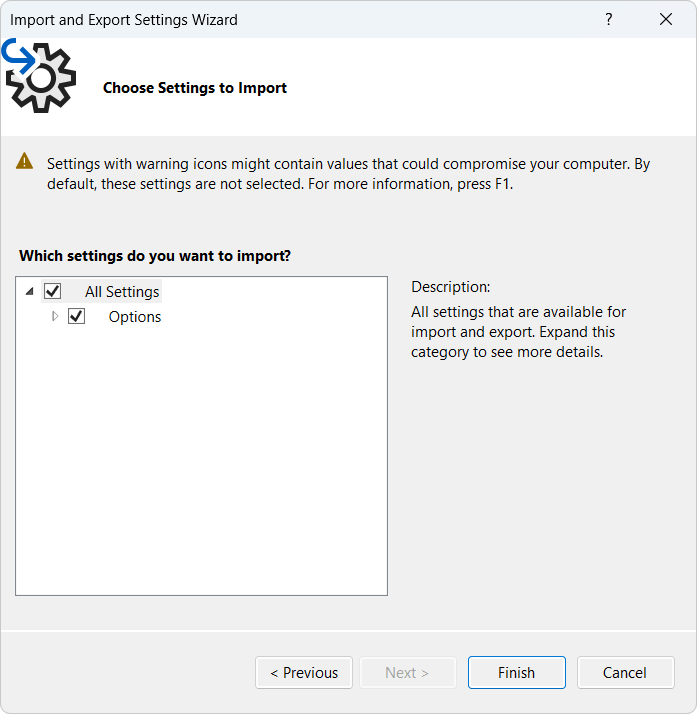 Import and Export Settings Wizard
?
Choose Settings to Import
Settings with warning icons might contain values that could compromise your computer. By
default, these settings are not selected. For more information, press F1.
Which settings do you want to import?
All Settings
Options
Description:
All settings that are available for
import and export. Expand this
category to see more details.
< Previous
Next >
Finish
Cancel